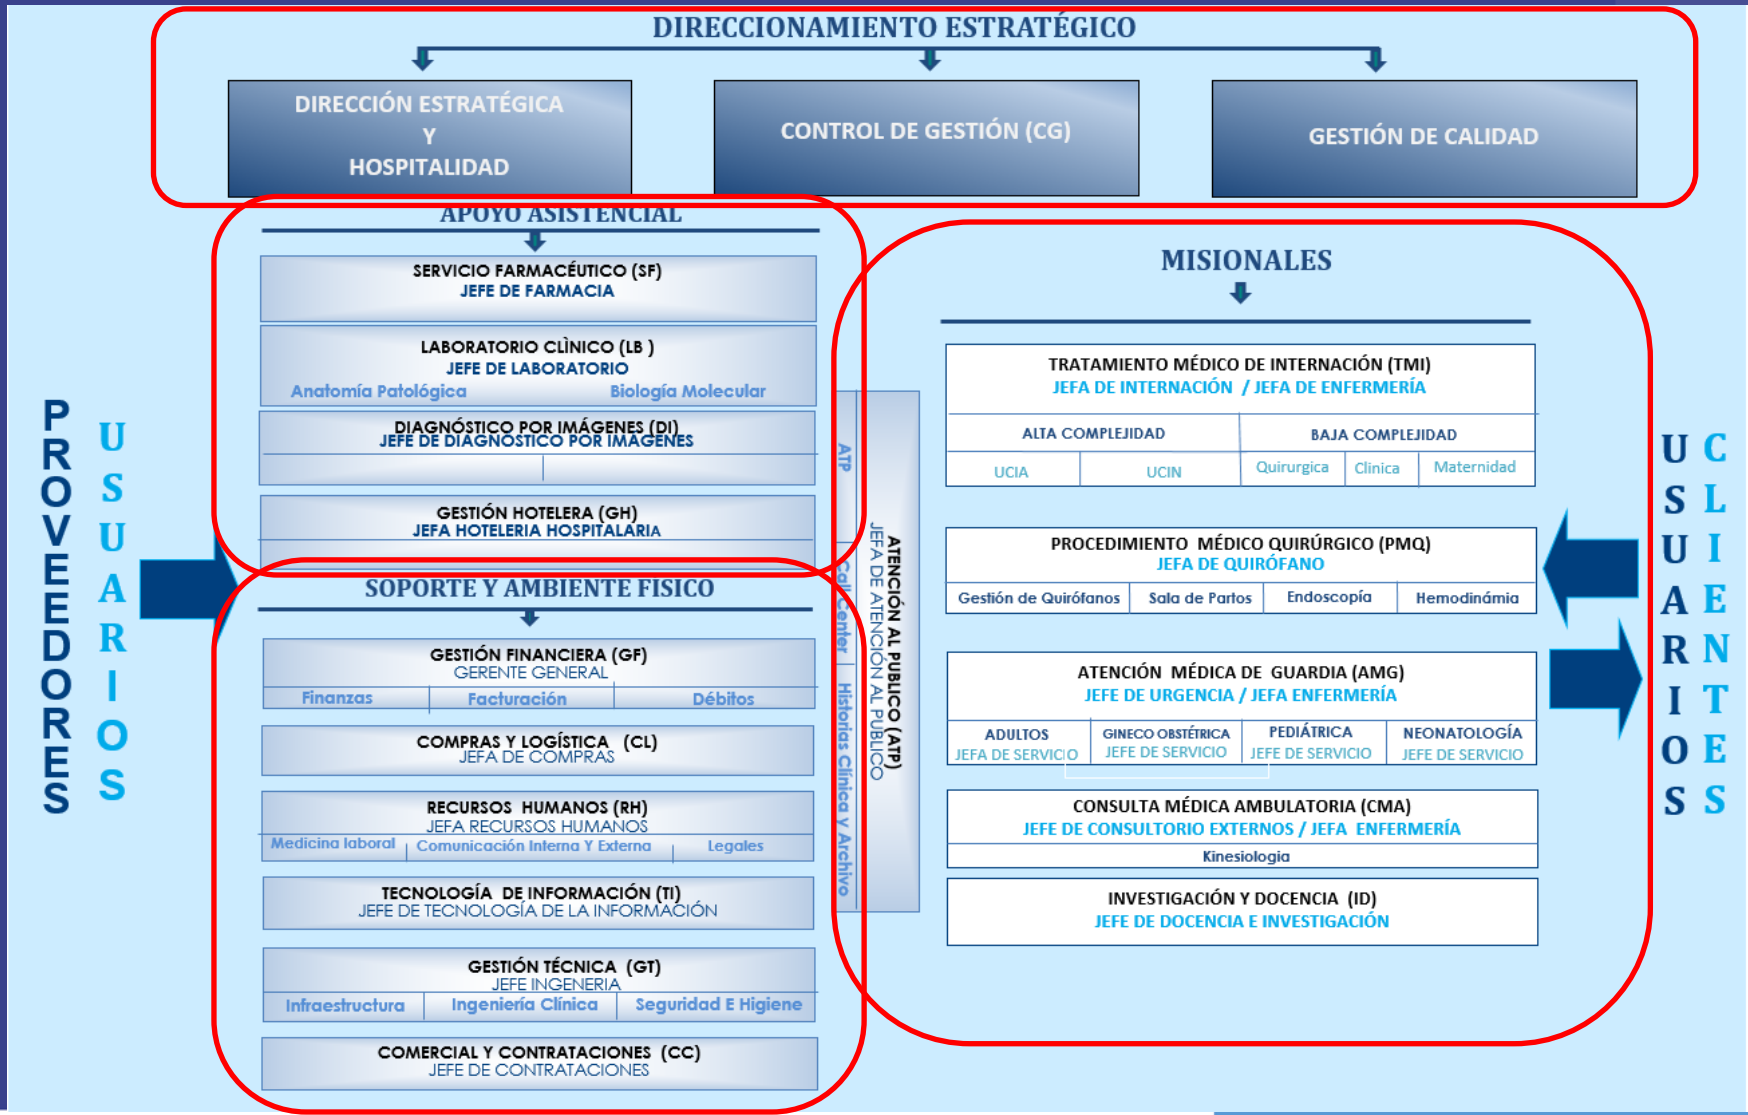 DIRECCIONAMIENTO ESTRATÉGICO
DIRECCIÓN ESTRATÉGICA
Y
HOSPITALIDAD
CONTROL DE GESTIÓN (CG)
GESTIÓN DE CALIDAD
PROVEEDORES
USUARIOS
APOYO ASISTENCIAL
SERVICIO FARMACÉUTICO (SF)
JEFE DE FARMACIA
LABORATORIO CLÌNICO (LB )
JEFE DE LABORATORIO
Anatomía Patológica Biología Molecular
DIAGNÓSTICO POR IMÁGENES (DI)
JEFE DE DIAGNÓSTICO POR IMÁGENES
GESTIÓN HOTELERA (GH)
JEFA HOTELERIA HOSPITALARIA
SOPORTE Y AMBIENTE FISICO
GESTIÓN FINANCIERA (GF)
GERENTE GENERAL
Finanzas Facturación Débitos
COMPRAS Y LOGÍSTICA (CL)
JEFA DE COMPRAS
RECURSOS HUMANOS (RH)
JEFA RECURSOS HUMANOS
Medicina laboral Comunicación Interna Y Externa Legales
TECNOLOGÍA DE INFORMACIÓN (TI)
JEFE DE TECNOLOGÍA DE LA INFORMACIÓN
GESTIÓN TÉCNICA (GT)
JEFE INGENERIA
Infraestructura Ingeniería Clínica Seguridad E Higiene
COMERCIAL Y CONTRATACIONES (CC)
JEFE DE CONTRATACIONES
ATENCIÓN AL PUBLICO (ATP)
JEFA DE ATENCIÓN AL PUBLICO
ATP Call Center Historias Clínica y Archivo
MISIONALES
TRATAMIENTO MÉDICO DE INTERNACIÓN (TMI)
JEFA DE INTERNACIÓN / JEFA DE ENFERMERÍA
ALTA COMPLEJIDAD BAJA COMPLEJIDAD
UCIA UCIN Quirurgica Clinica Maternidad
PROCEDIMIENTO MÉDICO QUIRÚRGICO (PMQ)
JEFA DE QUIRÓFANO
Gestión de Quirófanos Sala de Partos Endoscopía Hemodinámia
ATENCIÓN MÉDICA DE GUARDIA (AMG)
JEFE DE URGENCIA / JEFA ENFERMERÍA
ADULTOS GINECO OBSTÉTRICA PEDIÁTRICA NEONATOLOGÍA
JEFA DE SERVICIO JEFE DE SERVICIO JEFE DE SERVICIO JEFE DE SERVICIO
CONSULTA MÉDICA AMBULATORIA (CMA)
JEFE DE CONSULTORIO EXTERNOS / JEFA ENFERMERÍA
Kinesiologia
INVESTIGACIÓN Y DOCENCIA (ID)
JEFE DE DOCENCIA E INVESTIGACIÓN
USUARIOS
CLIENTES